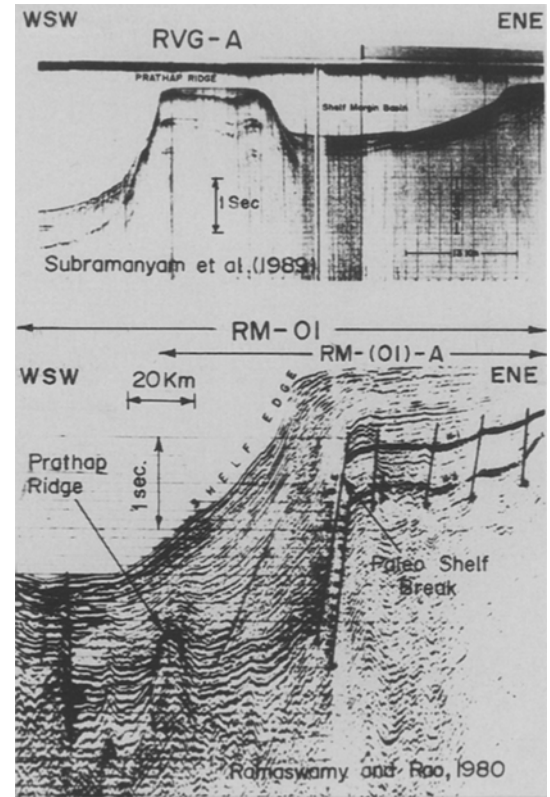 WSW
ENE
RVG-A
PRATHAP RIDGE
Shelf Margin Basin
1 Sec
Subramanyam et al.(1989)
RM-01
RM-(01)-A
WSW
ENE
20 Km
SHELF EDGE
Prathap
Ridge
1 sec.
Paleo Shelf
Break
Ramaswamy and Rao, 1980